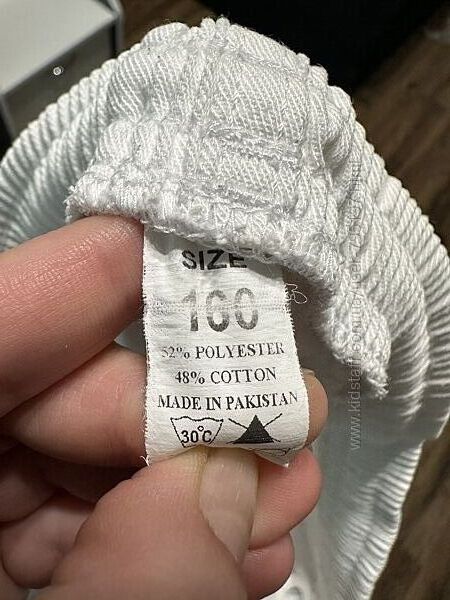 SIZE
160
52% POLYESTER
48% COTTON
MADE IN PAKISTAN
30°C